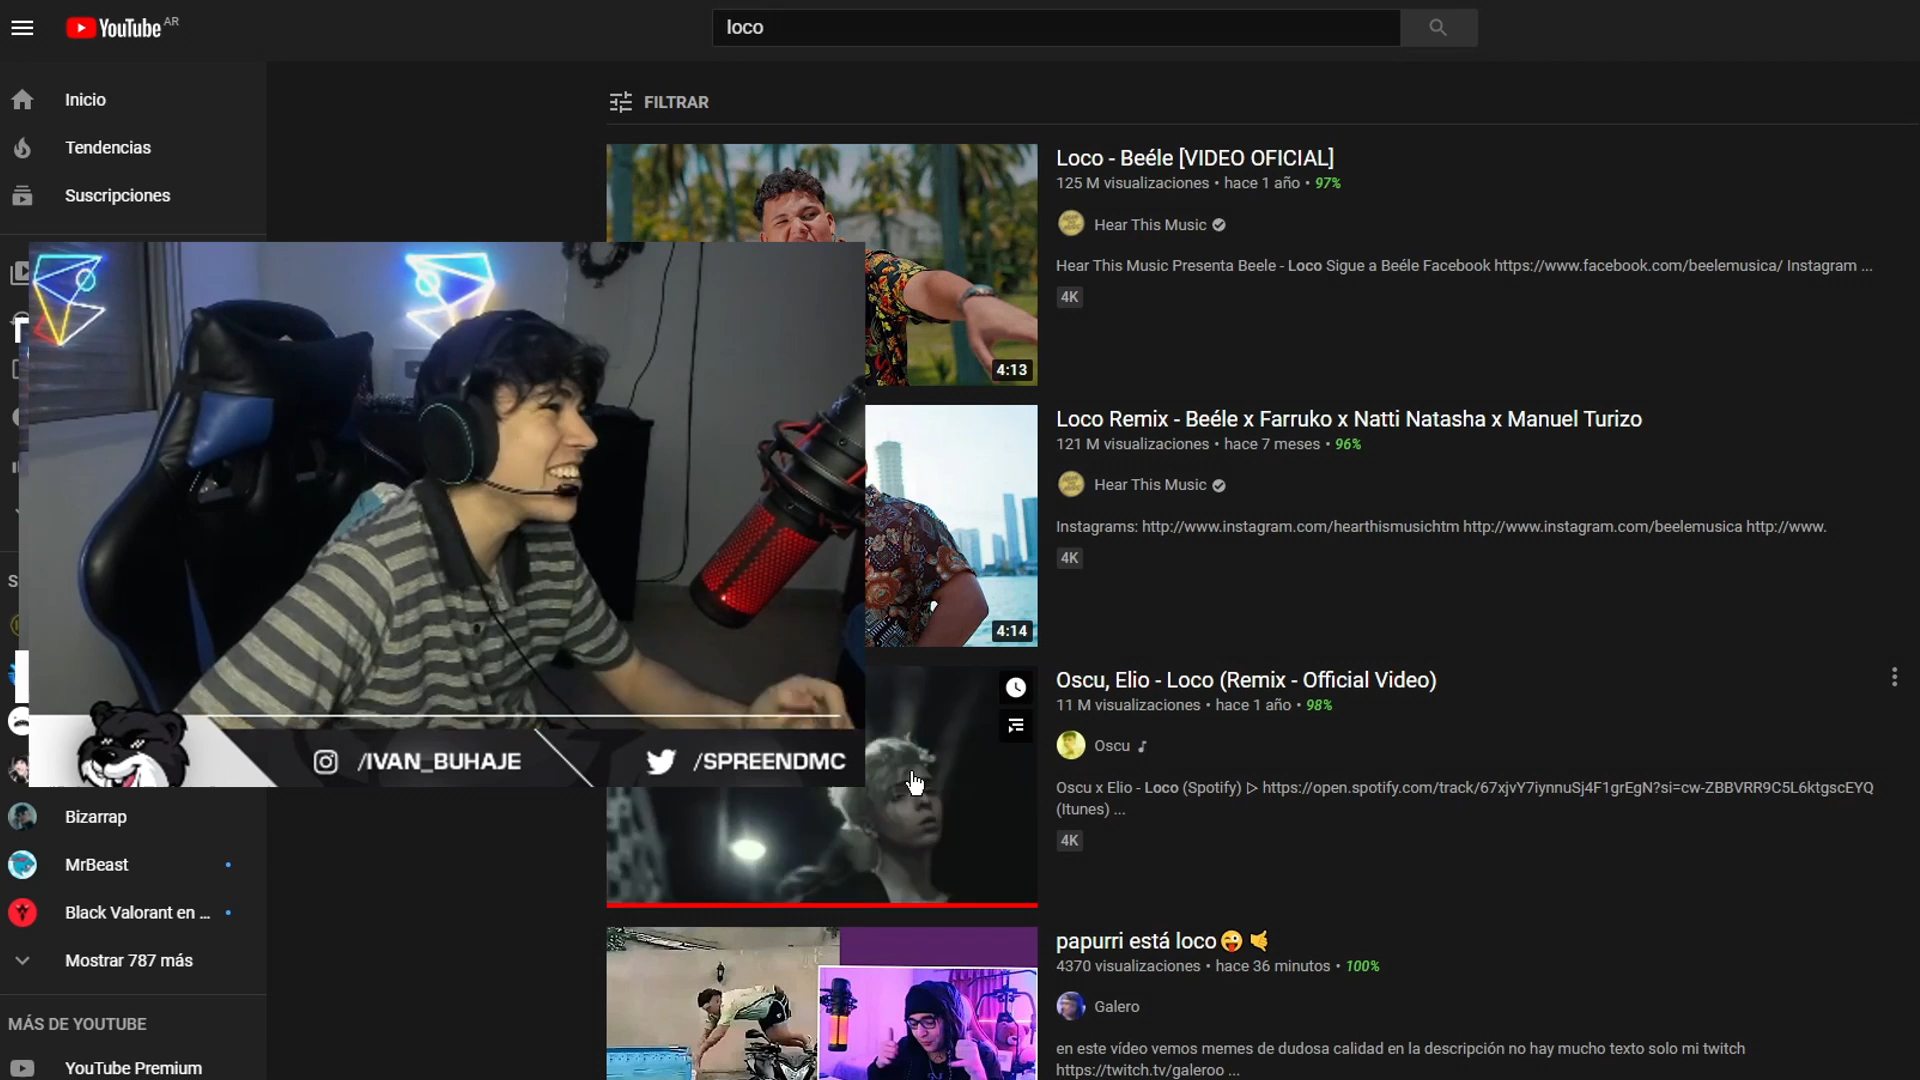 YouTube AR
loco
Inicio
Tendencias
Suscripciones
FILTRAR
Loco - Beéle [VIDEO OFICIAL]
125 M visualizaciones • hace 1 año • 97%
Hear This Music
Hear This Music Presenta Beele - Loco Sigue a Beéle Facebook https://www.facebook.com/beelemusica/ Instagram ...
4K
4:13
Loco Remix - Beéle x Farruko x Natti Natasha x Manuel Turizo
121 M visualizaciones • hace 7 meses • 96%
Hear This Music
Instagrams: http://www.instagram.com/hearthismusichtm http://www.instagram.com/beelemusica http://www.
4K
4:14
Oscu, Elio - Loco (Remix - Official Video)
11 M visualizaciones • hace 1 año • 98%
Oscu
Oscu x Elio - Loco (Spotify) ▷ https://open.spotify.com/track/67xjvY7iynnuSj4F1grEgN?si=cw-ZBBVRR9C5L6ktgscEYQ
(Itunes) ...
4K
/IVAN_BUHAJE
/SPREENDMC
Bizarrap
MrBeast
Black Valorant en ...
Mostrar 787 más
MÁS DE YOUTUBE
YouTube Premium
papurri está loco😜🤙
4370 visualizaciones • hace 36 minutos • 100%
Galero
en este vídeo vemos memes de dudosa calidad en la descripción no hay mucho texto solo mi twitch
https://twitch.tv/galeroo ...